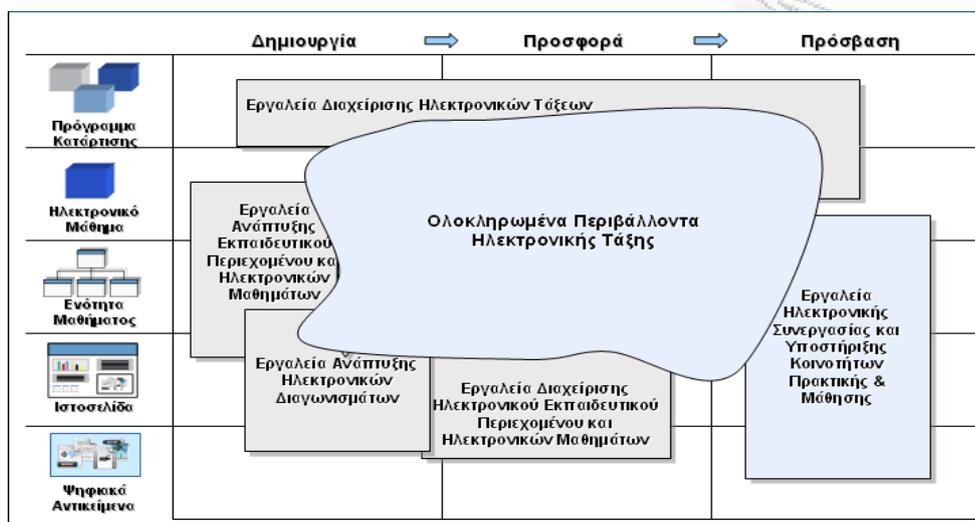 Δημιουργία
Προσφορά
Πρόσβαση
Πρόγραμμα
Κατάρτισης
Εργαλεία Διαχείρισης Ηλεκτρονικών Τάξεων
Ηλεκτρονικό
Μάθημα
Εργαλεία
Ανάπτυξης
Εκπαιδευτικού
Περιεχομένου κα
Ηλεκτρονικών
Μαθημάτων
Ολοκληρωμένα Περιβάλλοντα
Ηλεκτρονικής Τάξης
Ενότητα
Μαθήματος
Εργαλεία
Ηλεκτρονικής
Συνεργασίας και
Υποστήριξης
Κοινοτήτων
Πρακτικής &
Μάθησης
Ιστοσελίδα
Εργαλεία Ανάπτυξης
Ηλεκτρονικών
Διαγωνισμάτων
Εργαλεία Διαχείρισης
Ηλεκτρονικού Εκπαιδευτικού
Περιεχομένου και
Ηλεκτρονικών Μαθημάτων
Ψηφιακά
Αντικείμενα